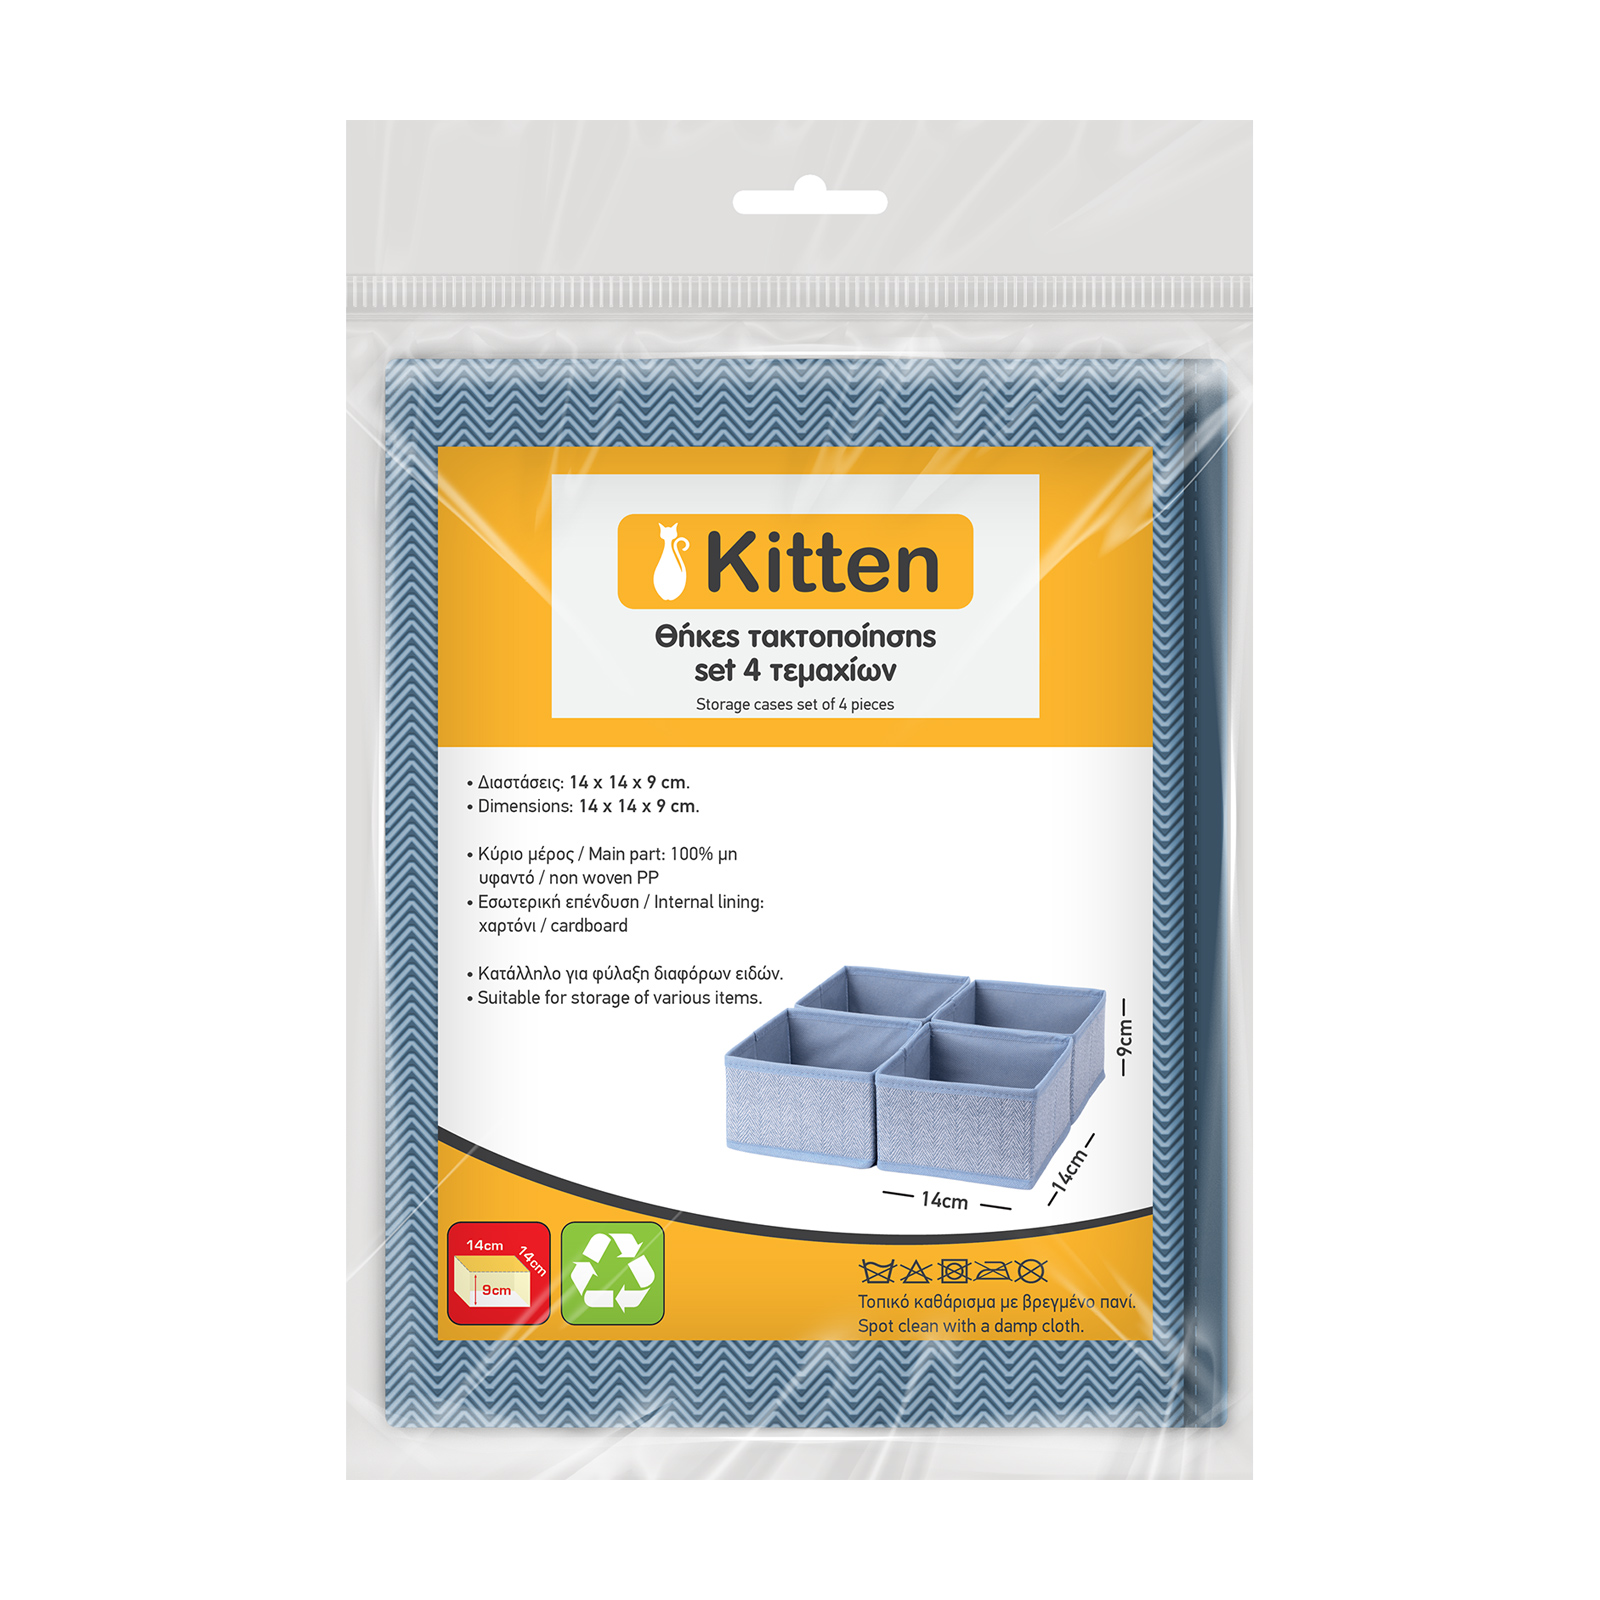 Kitten
Θήκες τακτοποίησης
set 4 τεμαχίων
Storage cases set of 4 pieces
• Διαστάσεις: 14 x 14 x 9 cm.
• Dimensions: 14 x 14 x 9 cm.
• Κύριο μέρος / Main part: 100% μη
υφαντό / non woven PP
• Εσωτερική επένδυση / Internal lining:
χαρτόνι / cardboard
• Κατάλληλο για φύλαξη διαφόρων ειδών.
• Suitable for storage of various items.
9cm
14cm
14cm
14cm
14cm
9cm
Τοπικό καθάρισμα με βρεγμένο πανί.
Spot clean with a damp cloth.